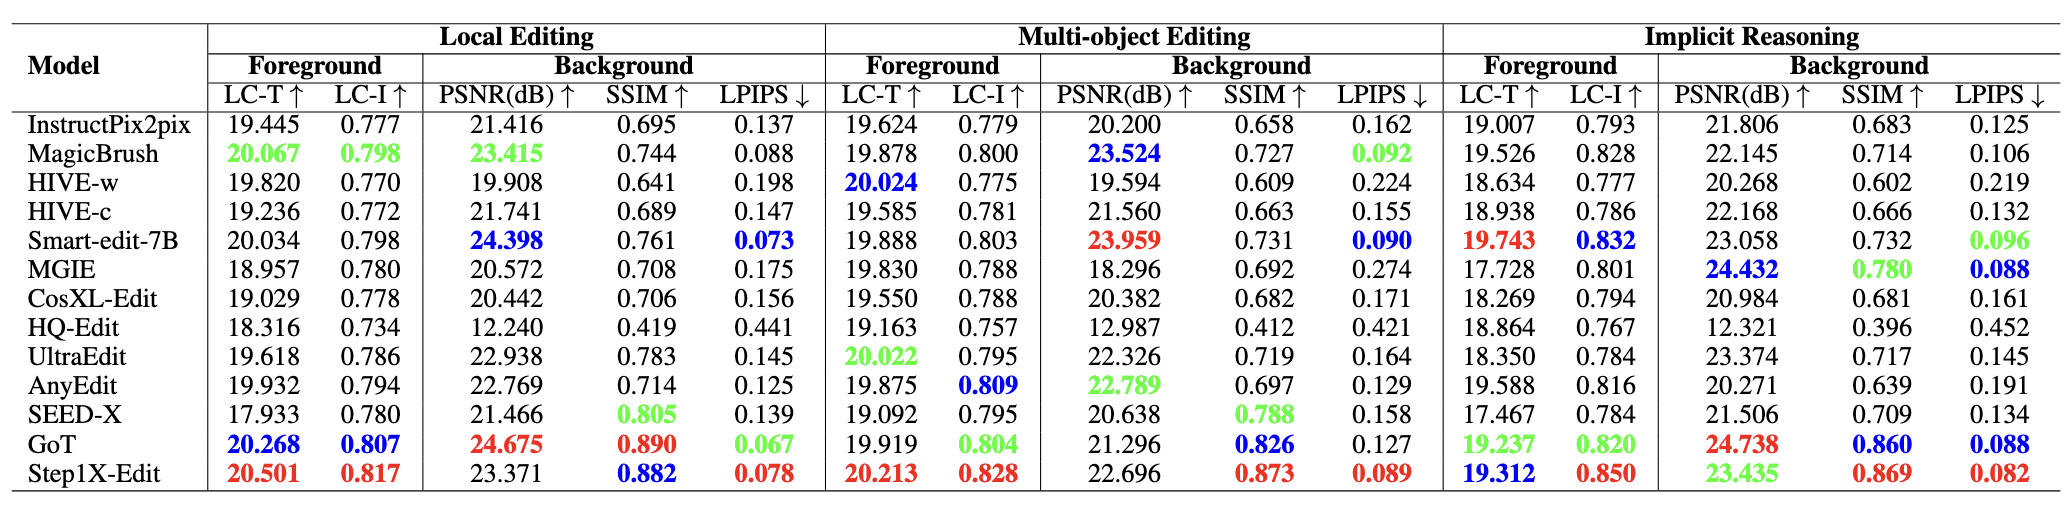 Model Local Editing Multi-object Editing Implicit Reasoning
Foreground Background Foreground Background Foreground Background
LC-T ↑ LC-I ↑ PSNR(dB) ↑ SSIM ↑ LPIPS ↓ LC-T ↑ LC-I ↑ PSNR(dB) ↑ SSIM ↑ LPIPS ↓ LC-T ↑ LC-I ↑ PSNR(dB) ↑ SSIM ↑ LPIPS ↓
InstructPix2pix 19.445 0.777 21.416 0.695 0.137 19.624 0.779 20.200 0.658 0.162 19.007 0.793 21.806 0.683 0.125
MagicBrush 20.067 0.798 23.415 0.744 0.088 19.878 0.800 23.524 0.727 0.092 19.526 0.828 22.145 0.714 0.106
HIVE-w 19.820 0.770 19.908 0.641 0.198 20.024 0.775 19.594 0.609 0.224 18.634 0.777 20.268 0.602 0.219
HIVE-c 19.236 0.772 21.741 0.689 0.147 19.585 0.781 21.560 0.663 0.155 18.938 0.786 22.168 0.666 0.132
Smart-edit-7B 20.034 0.798 24.398 0.761 0.073 19.888 0.803 23.959 0.731 0.090 19.743 0.832 23.058 0.732 0.096
MGIE 18.957 0.780 20.572 0.708 0.175 19.830 0.788 18.296 0.692 0.274 17.728 0.801 24.432 0.780 0.088
CosXL-Edit 19.029 0.778 20.442 0.706 0.156 19.550 0.788 20.382 0.682 0.171 18.269 0.794 20.984 0.681 0.161
HQ-Edit 18.316 0.734 12.240 0.419 0.441 19.163 0.757 12.987 0.412 0.421 18.864 0.767 12.321 0.396 0.452
UltraEdit 19.618 0.786 22.938 0.783 0.145 20.022 0.795 22.326 0.719 0.164 18.350 0.784 23.374 0.717 0.145
AnyEdit 19.932 0.794 22.769 0.714 0.125 19.875 0.809 22.789 0.697 0.129 19.588 0.816 20.271 0.639 0.191
SEED-X 17.933 0.780 21.466 0.805 0.139 19.092 0.795 20.638 0.788 0.158 17.467 0.784 21.506 0.709 0.134
GoT 20.268 0.807 24.675 0.890 0.067 19.919 0.804 21.296 0.826 0.127 19.237 0.820 24.738 0.860 0.088
Step1X-Edit 20.501 0.817 23.371 0.882 0.078 20.213 0.828 22.696 0.873 0.089 19.312 0.850 23.435 0.869 0.082